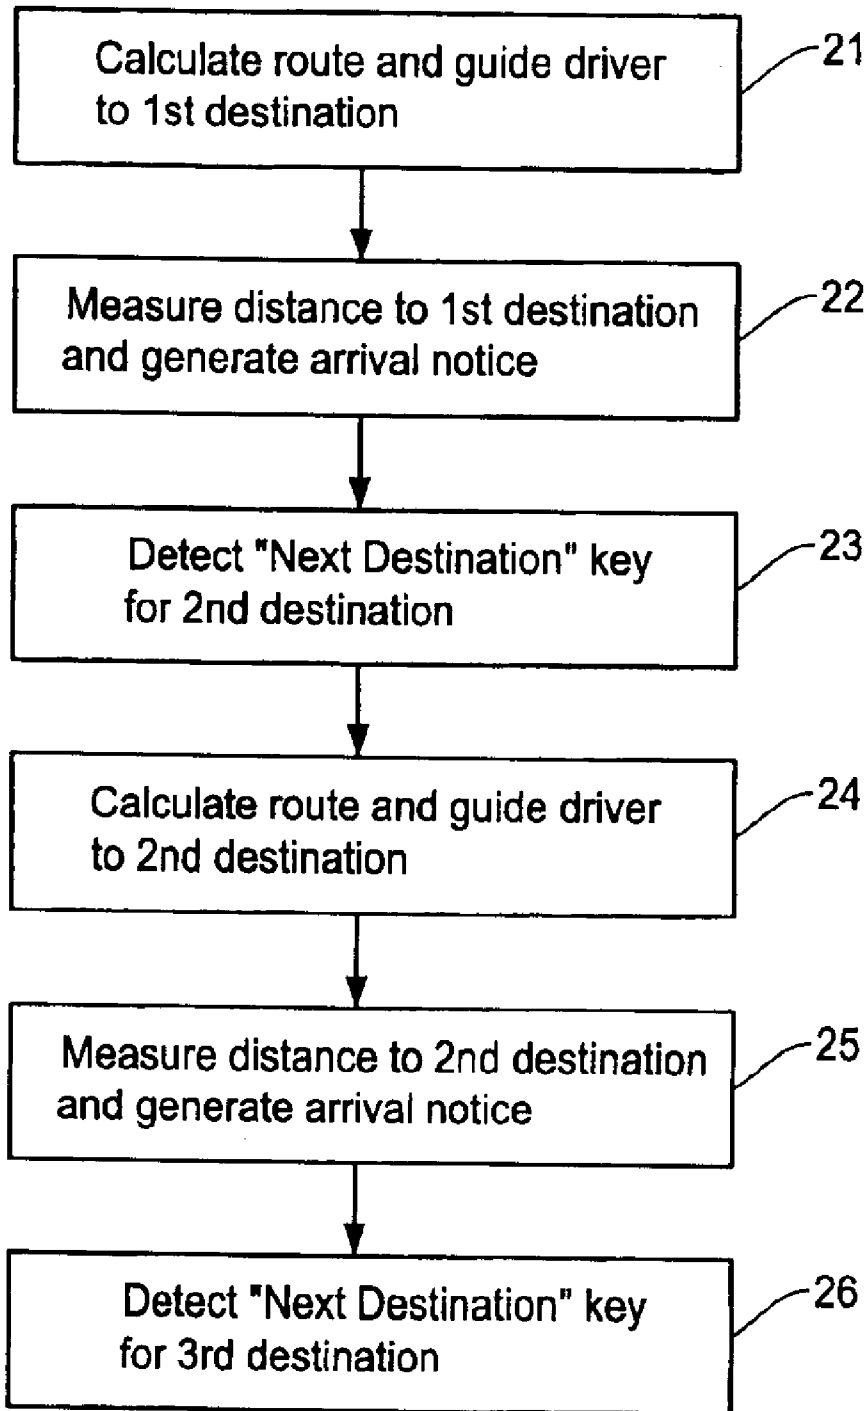 Calculate route and guide driver
to 1st destination
21
Measure distance to 1st destination
and generate arrival notice
22
Detect "Next Destination" key
for 2nd destination
23
Calculate route and guide driver
to 2nd destination
24
Measure distance to 2nd destination
and generate arrival notice
25
Detect "Next Destination" key
for 3rd destination
26